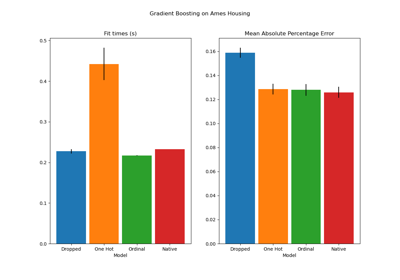 Gradient Boosting on Ames Housing
Fit times (s)
0.5
0.4
0.3
0.2
0.1
0.0
Dropped One Hot Ordinal Native
Model
Mean Absolute Percentage Error
0.16
0.14
0.12
0.10
0.08
0.06
0.04
0.02
0.00
Dropped One Hot Ordinal Native
Model